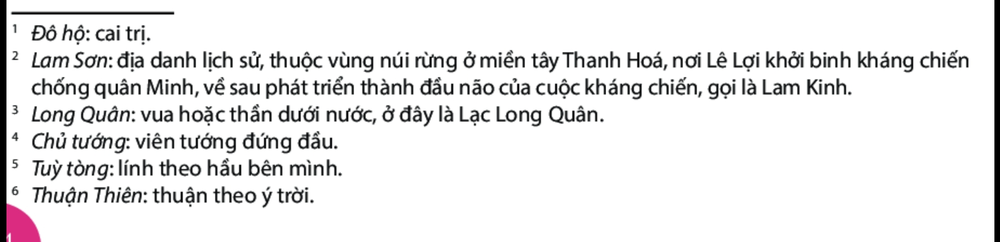 ¹ Đô hộ: cai trị.
² Lam Sơn: địa danh lịch sử, thuộc vùng núi rừng ở miền tây Thanh Hoá, nơi Lê Lợi khởi binh kháng chiến
chống quân Minh, về sau phát triển thành đầu não của cuộc kháng chiến, gọi là Lam Kinh.
³ Long Quân: vua hoặc thần dưới nước, ở đây là Lạc Long Quân.
⁴ Chủ tướng: viên tướng đứng đầu.
⁵ Tuỳ tòng: lính theo hầu bên mình.
⁶ Thuận Thiên: thuận theo ý trời.